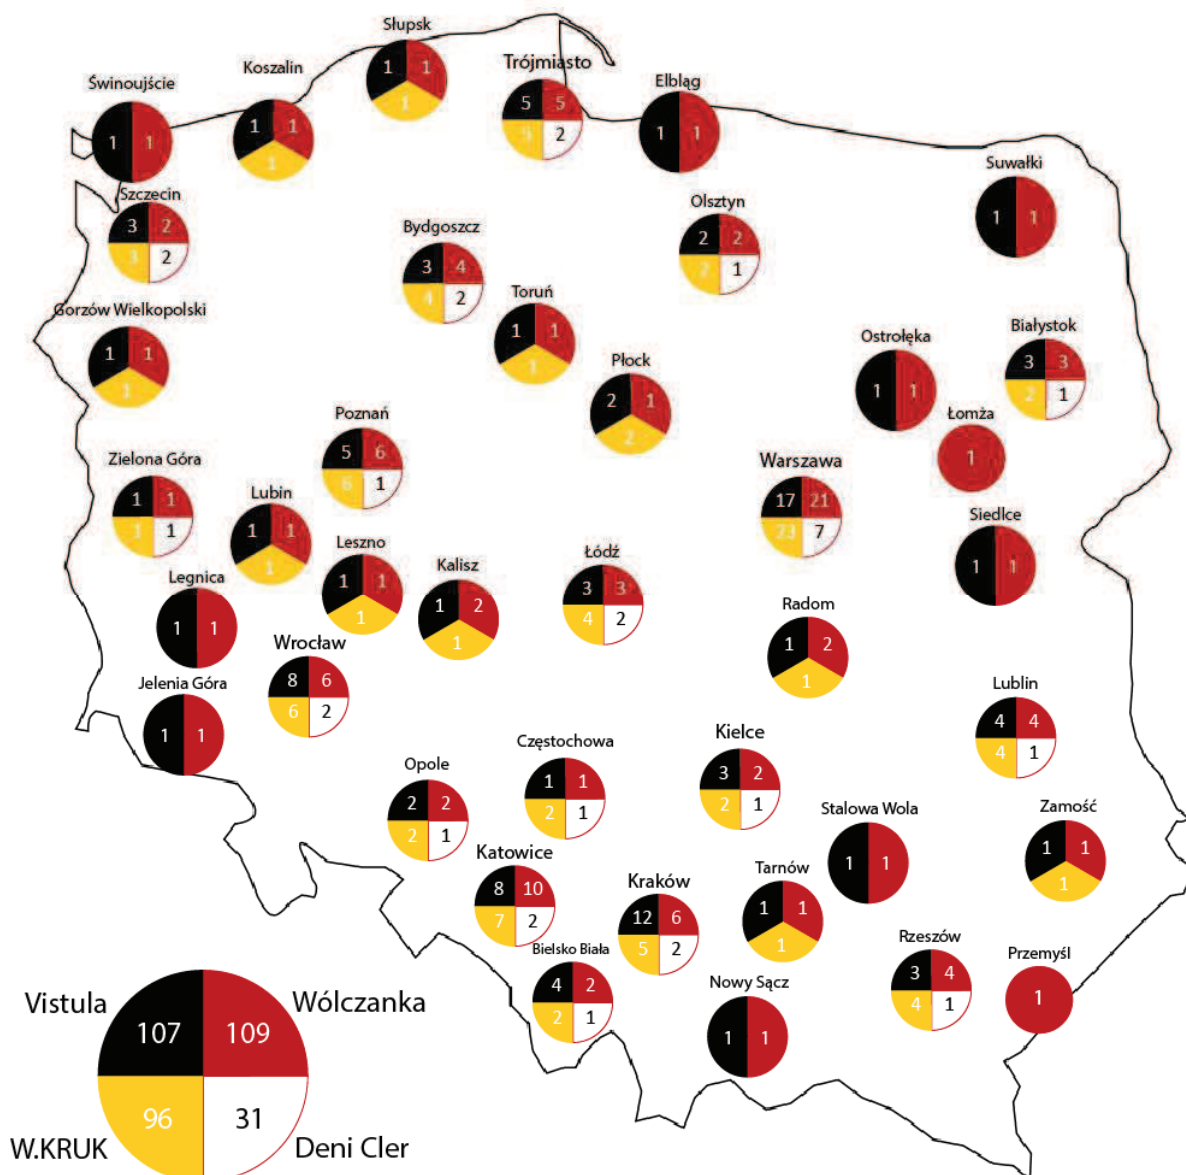 Słupsk
1 1
1
Koszalin
1 1
1
Świnoujście
1 1
Trójmiasto
5 5
5 2
Elbląg
1 1
Suwałki
1 1
Szczecin
3 2
3 2
Bydgoszcz
3 4
4 2
Olsztyn
2 2
2 1
Gorzów Wielkopolski
1 1
1
Toruń
1 1
1
Płock
2 1
2
Ostrołęka
1 1
Białystok
3 3
2 1
Łomża
1
Poznań
5 6
6 1
Zielona Góra
1 1
1 1
Lubin
1 1
1
Warszawa
17 21
23 7
Siedlce
1 1
Legnica
1 1
Leszno
1 1
1
Kalisz
1 2
1
Łódź
3 3
4 2
Radom
1 2
1
Wrocław
8 6
6 2
Jelenia Góra
1 1
Lublin
4 4
4 1
Częstochowa
1 1
2 1
Kielce
3 2
2 1
Opole
2 2
2 1
Stalowa Wola
1 1
Zamość
1 1
1
Katowice
8 10
7 2
Kraków
12 6
5 2
Tarnów
1 1
1
Bielsko Biała
4 2
2 1
Rzeszów
3 4
4 1
Przemyśl
1
Nowy Sącz
1 1
Vistula 107 109 Wólczanka
W.KRUK 96 31 Deni Cler